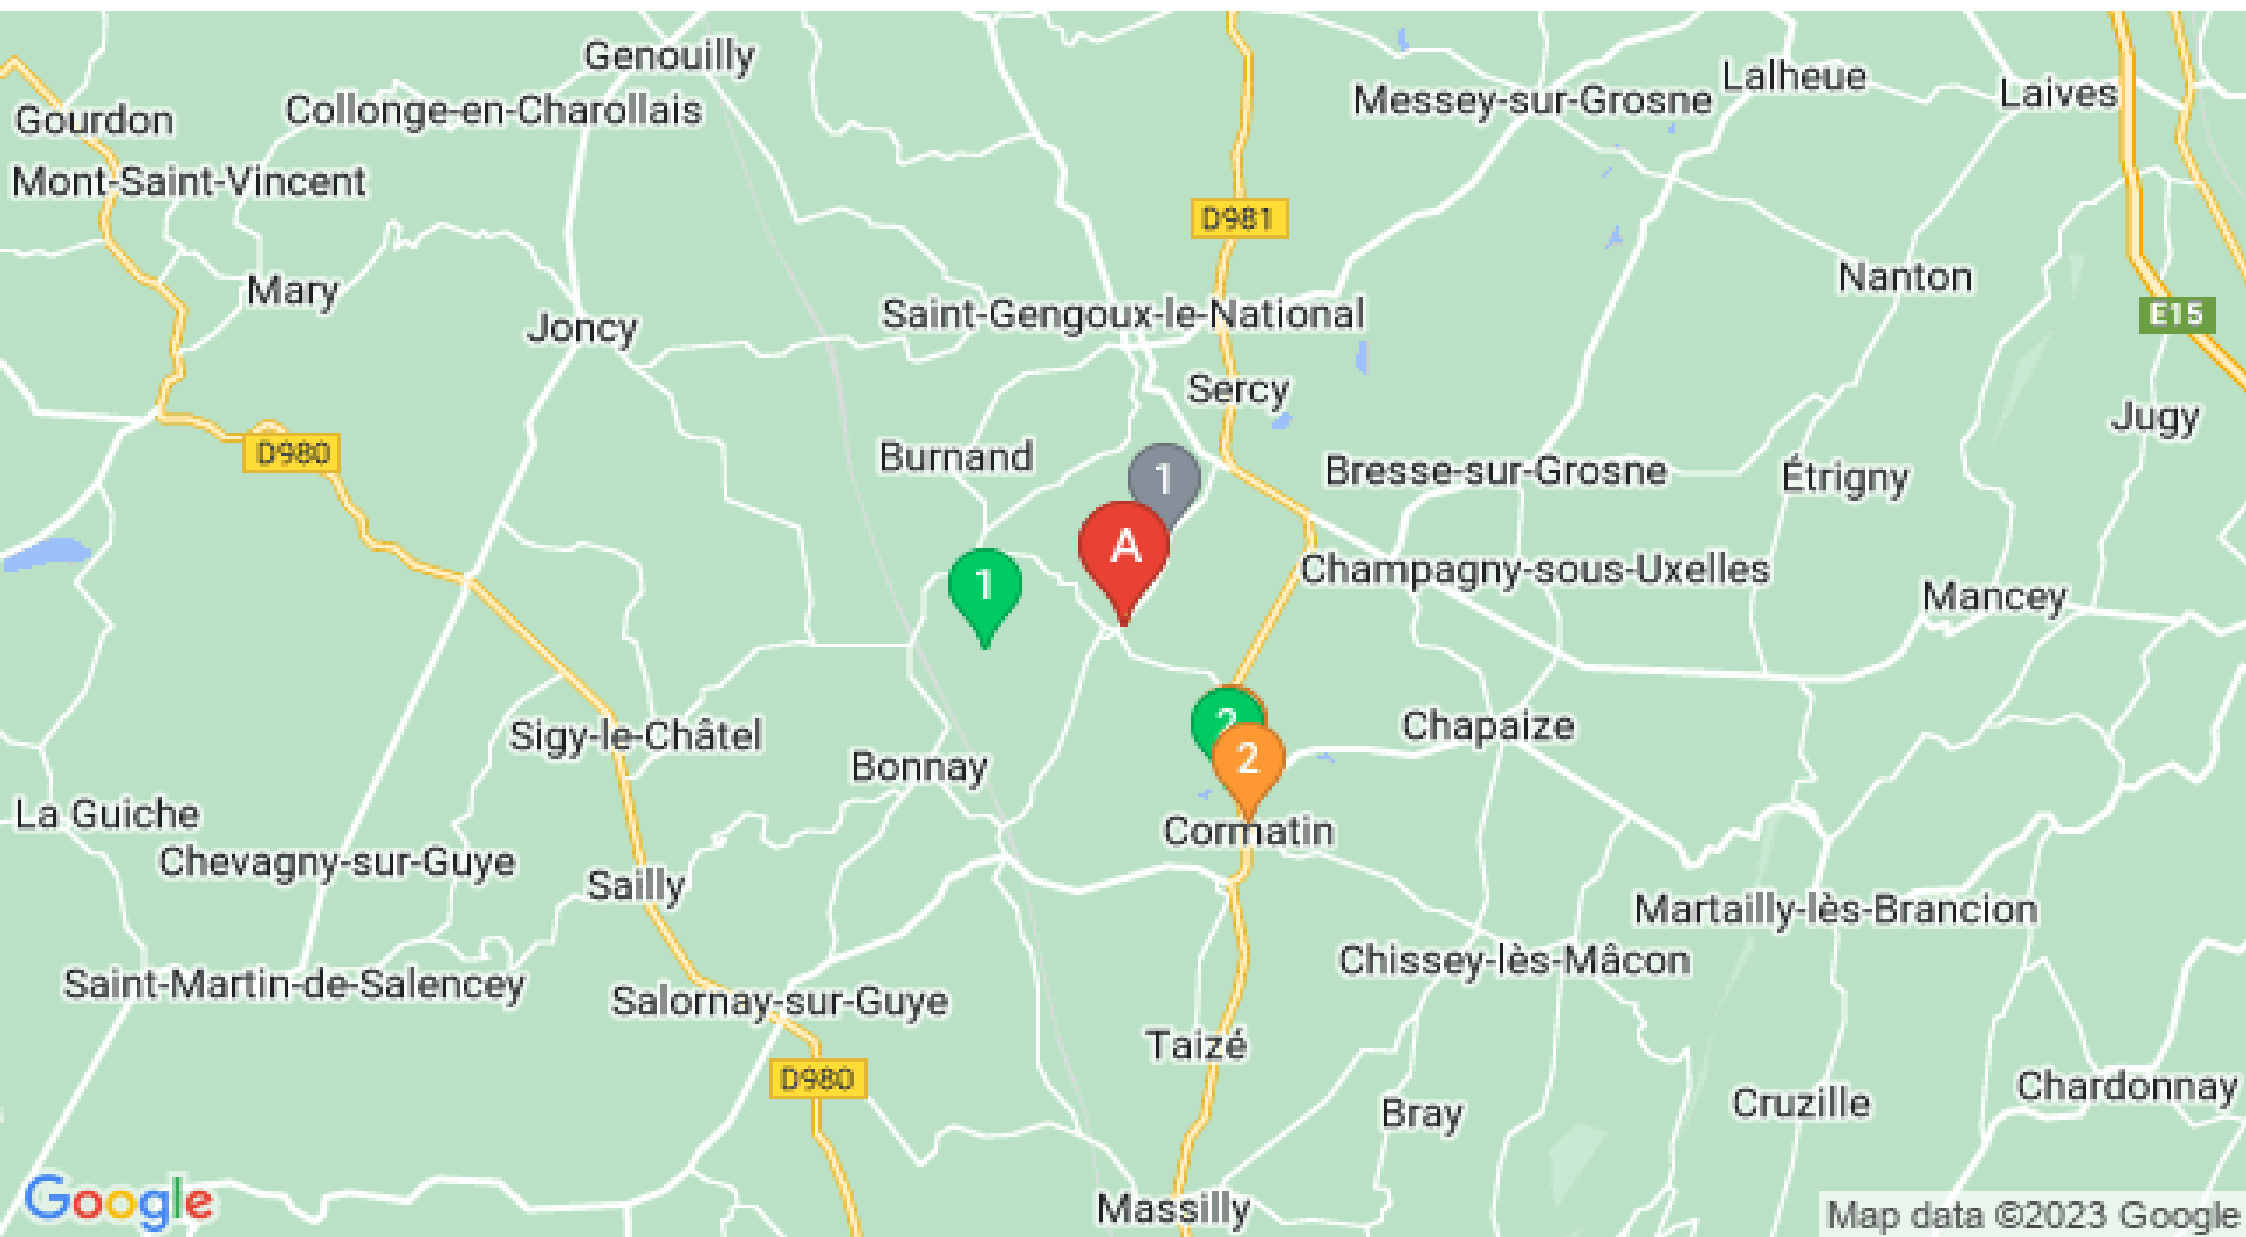 Genouilly
Lalheue
Laives
Messey-sur-Grosne
Collonge-en-Charollais
Gourdon
Mont-Saint-Vincent
D981
Nanton
Mary
Saint-Gengoux-le-National
E15
Joncy
Sercy
Jugy
D980
Burnand
Bresse-sur-Grosne
Étrigny
1
A
Champagny-sous-Uxelles
1
Mancey
2
Chapaize
Sigy-le-Châtel
2
Bonnay
La Guiche
Cormatin
Chevagny-sur-Guye
Sailly
Martailly-lès-Brancion
Chissey-lès-Mâcon
Saint-Martin-de-Salencey
Salornay-sur-Guye
Taizé
D980
Chardonnay
Cruzille
Bray
Google
Massilly
Map data ©2023 Google